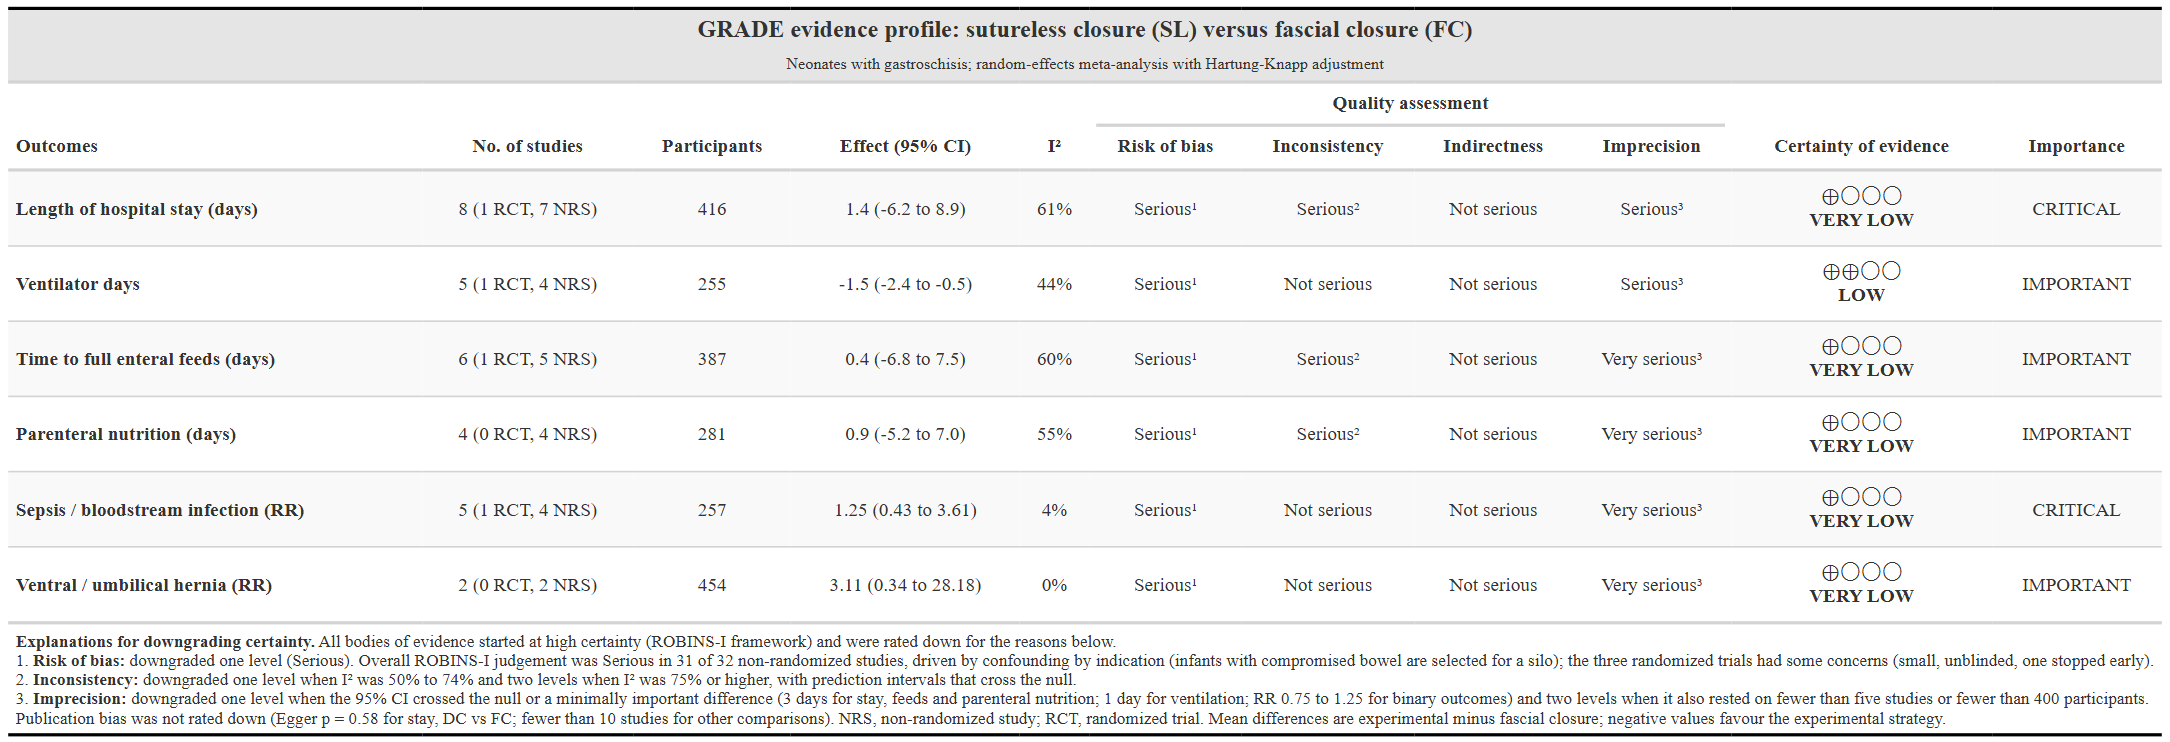 GRADE evidence profile: sutureless closure (SL) versus fascial closure (FC)
Neonates with gastroschisis; random-effects meta-analysis with Hartung-Knapp adjustment
Quality assessment
Outcomes No. of studies Participants Effect (95% CI) I² Risk of bias Inconsistency Indirectness Imprecision Certainty of evidence Importance
Length of hospital stay (days) 8 (1 RCT, 7 NRS) 416 1.4 (-6.2 to 8.9) 61% Serious¹ Serious² Not serious Serious³ ⨁◯◯◯ VERY LOW CRITICAL
Ventilator days 5 (1 RCT, 4 NRS) 255 -1.5 (-2.4 to -0.5) 44% Serious¹ Not serious Not serious Serious³ ⨁⨁◯◯ LOW IMPORTANT
Time to full enteral feeds (days) 6 (1 RCT, 5 NRS) 387 0.4 (-6.8 to 7.5) 60% Serious¹ Serious² Not serious Very serious³ ⨁◯◯◯ VERY LOW IMPORTANT
Parenteral nutrition (days) 4 (0 RCT, 4 NRS) 281 0.9 (-5.2 to 7.0) 55% Serious¹ Serious² Not serious Very serious³ ⨁◯◯◯ VERY LOW IMPORTANT
Sepsis / bloodstream infection (RR) 5 (1 RCT, 4 NRS) 257 1.25 (0.43 to 3.61) 4% Serious¹ Not serious Not serious Very serious³ ⨁◯◯◯ VERY LOW CRITICAL
Ventral / umbilical hernia (RR) 2 (0 RCT, 2 NRS) 454 3.11 (0.34 to 28.18) 0% Serious¹ Not serious Not serious Very serious³ ⨁◯◯◯ VERY LOW IMPORTANT
Explanations for downgrading certainty. All bodies of evidence started at high certainty (ROBINS-I framework) and were rated down for the reasons below.
1. Risk of bias: downgraded one level (Serious). Overall ROBINS-I judgement was Serious in 31 of 32 non-randomized studies, driven by confounding by indication (infants with compromised bowel are selected for a silo); the three randomized trials had some concerns (small, unblinded, one stopped early).
2. Inconsistency: downgraded one level when I² was 50% to 74% and two levels when I² was 75% or higher, with prediction intervals that cross the null.
3. Imprecision: downgraded one level when the 95% CI crossed the null or a minimally important difference (3 days for stay, feeds and parenteral nutrition; 1 day for ventilation; RR 0.75 to 1.25 for binary outcomes) and two levels when it also rested on fewer than five studies or fewer than 400 participants.
Publication bias was not rated down (Egger p = 0.58 for stay, DC vs FC; fewer than 10 studies for other comparisons). NRS, non-randomized study; RCT, randomized trial. Mean differences are experimental minus fascial closure; negative values favour the experimental strategy.